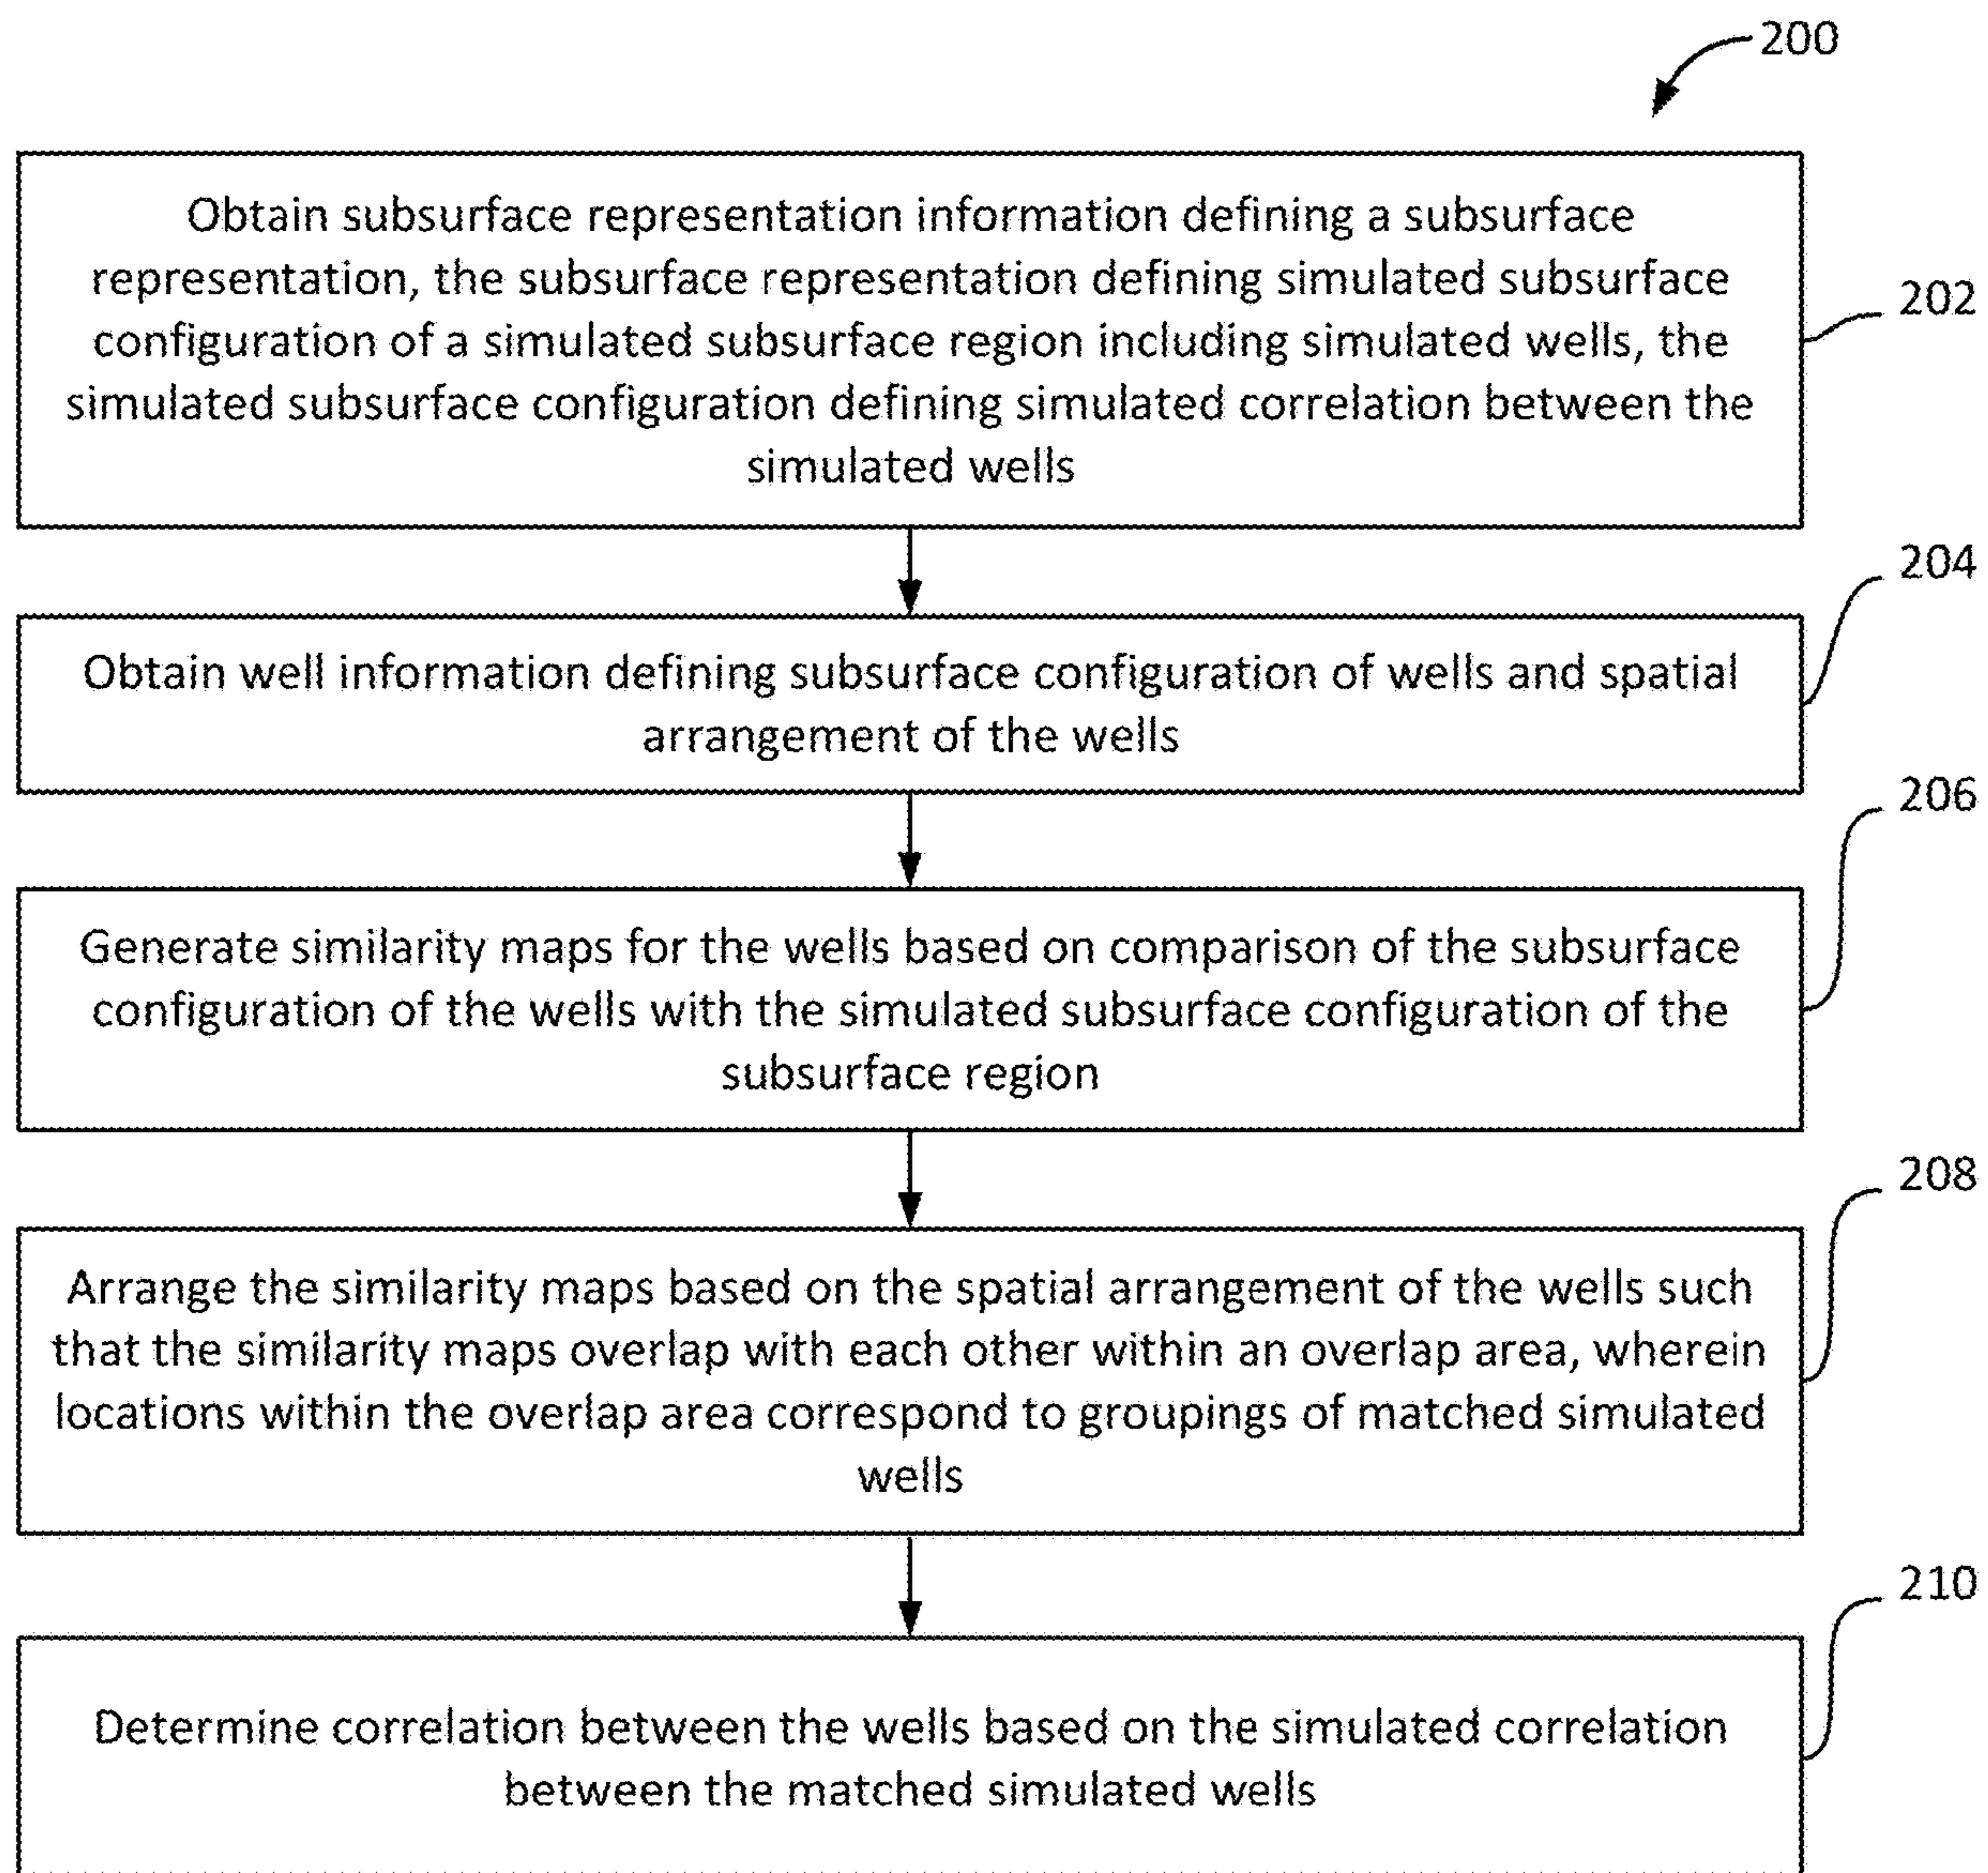 200
Obtain subsurface representation information defining a subsurface
representation, the subsurface representation defining simulated subsurface
configuration of a simulated subsurface region including simulated wells, the
simulated subsurface configuration defining simulated correlation between the
simulated wells
202
204
Obtain well information defining subsurface configuration of wells and spatial
arrangement of the wells
206
Generate similarity maps for the wells based on comparison of the subsurface
configuration of the wells with the simulated subsurface configuration of the
subsurface region
208
Arrange the similarity maps based on the spatial arrangement of the wells such
that the similarity maps overlap with each other within an overlap area, wherein
locations within the overlap area correspond to groupings of matched simulated
wells
210
Determine correlation between the wells based on the simulated correlation
between the matched simulated wells